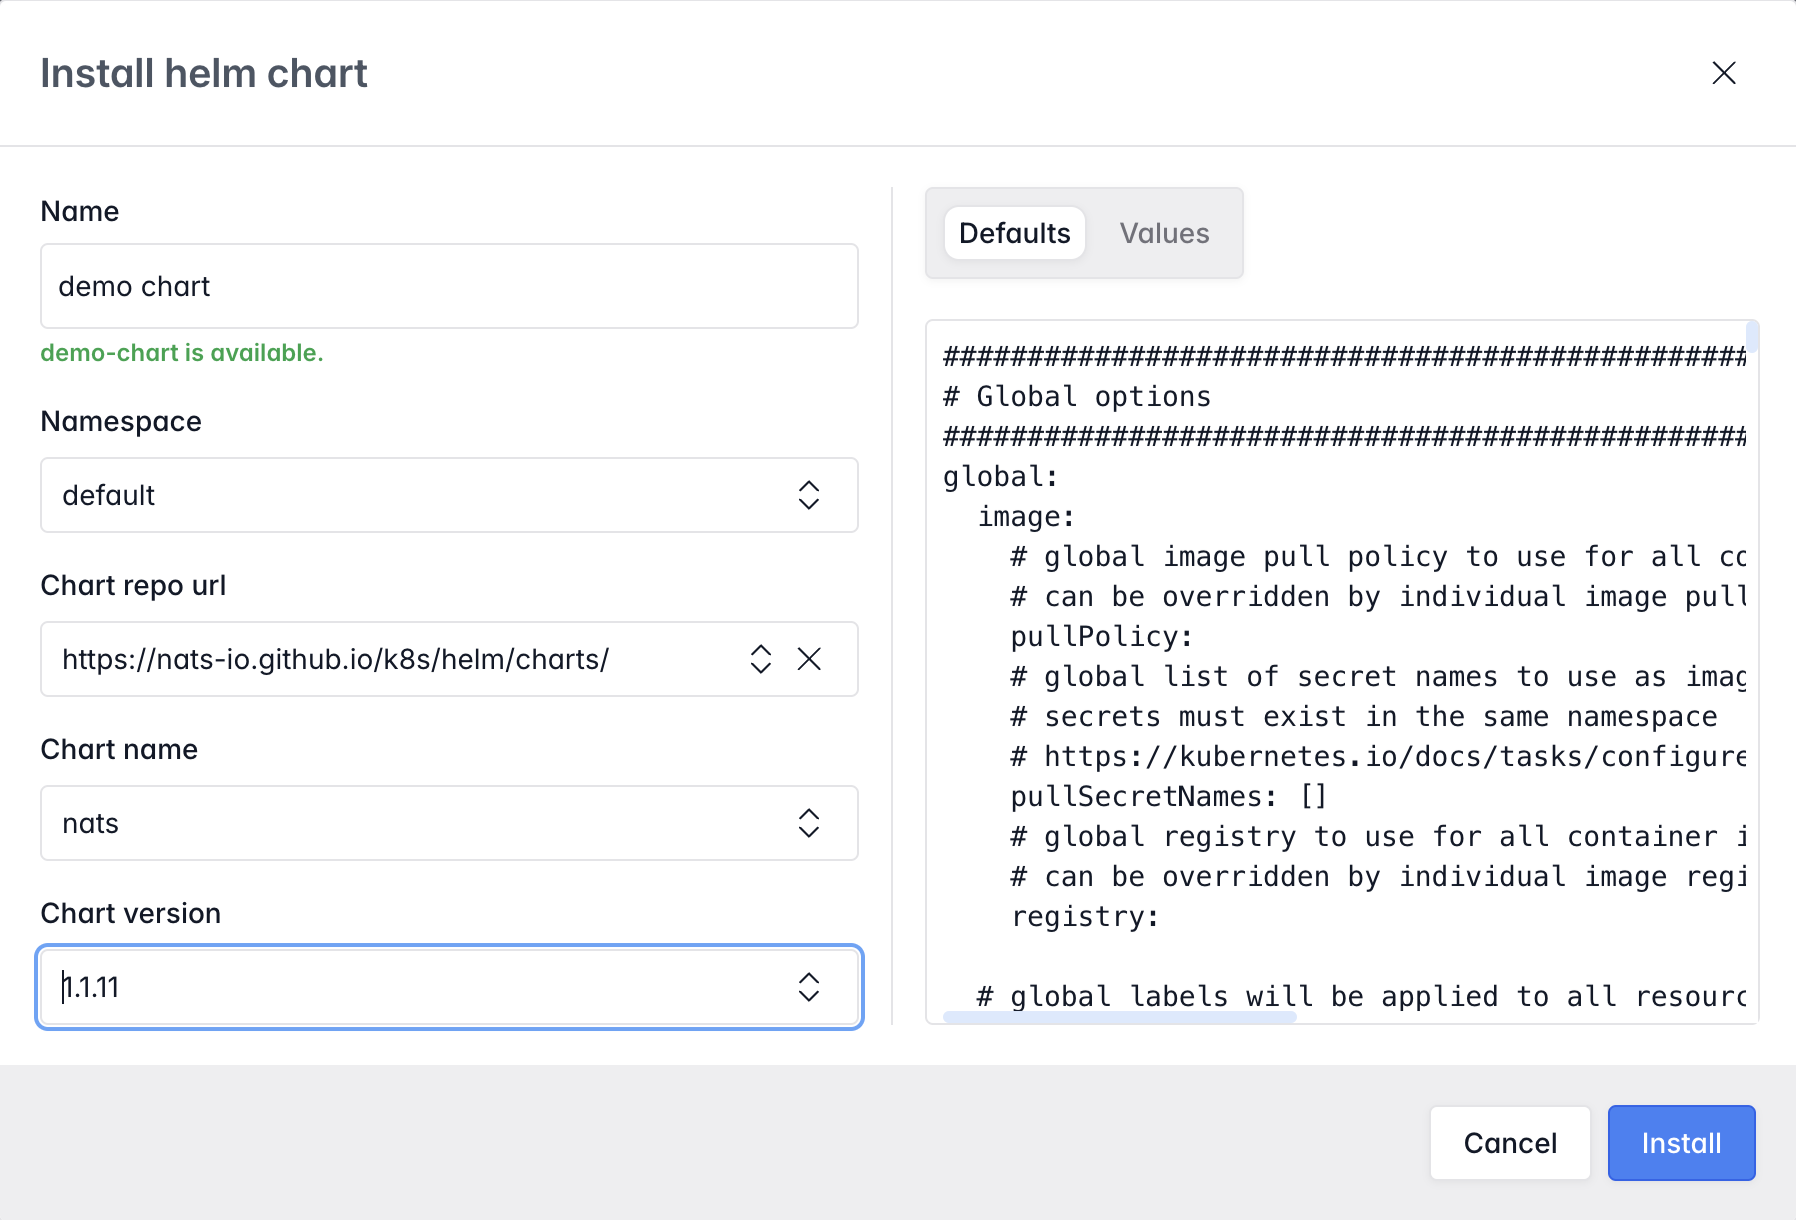 Install helm chart
Name
demo chart
demo-chart is available.
Namespace
default
Chart repo url
https://nats-io.github.io/k8s/helm/charts/
Chart name
nats
Chart version
1.1.11
Defaults Values
################################################
# Global options
################################################
global:
  image:
    # global image pull policy to use for all co
    # can be overridden by individual image pull
    pullPolicy:
    # global list of secret names to use as imag
    # secrets must exist in the same namespace
    # https://kubernetes.io/docs/tasks/configure
    pullSecretNames: []
    # global registry to use for all container i
    # can be overridden by individual image regi
    registry:
  # global labels will be applied to all resourc
Cancel Install